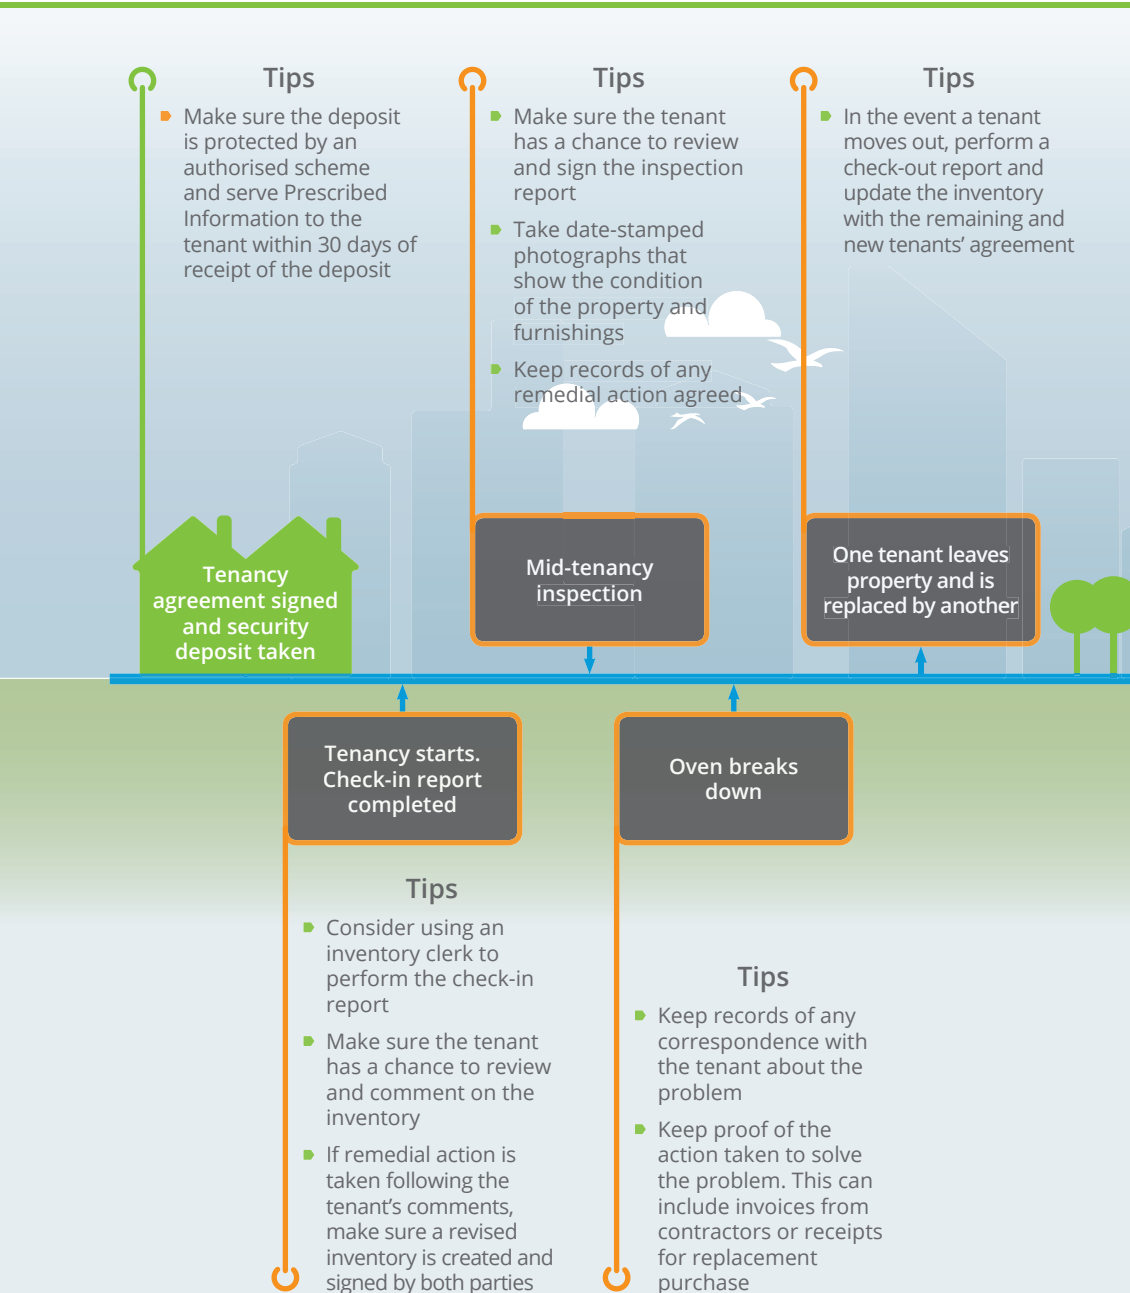 Tips
Make sure the deposit
is protected by an
authorised scheme
and serve Prescribed
Information to the
tenant within 30 days of
receipt of the deposit
Tips
Make sure the tenant
has a chance to review
and sign the inspection
report
Take date-stamped
photographs that
show the condition
of the property and
furnishings
Keep records of any
remedial action agreed
Tips
In the event a tenant
moves out, perform a
check-out report and
update the inventory
with the remaining and
new tenants’ agreement
Tenancy
agreement signed
and security
deposit taken
Mid-tenancy
inspection
One tenant leaves
property and is
replaced by another
Tenancy starts.
Check-in report
completed
Oven breaks
down
Tips
Consider using an
inventory clerk to
perform the check-in
report
Make sure the tenant
has a chance to review
and comment on the
inventory
If remedial action is
taken following the
tenant’s comments,
make sure a revised
inventory is created and
signed by both parties
Tips
Keep records of any
correspondence with
the tenant about the
problem
Keep proof of the
action taken to solve
the problem. This can
include invoices from
contractors or receipts
for replacement
purchase